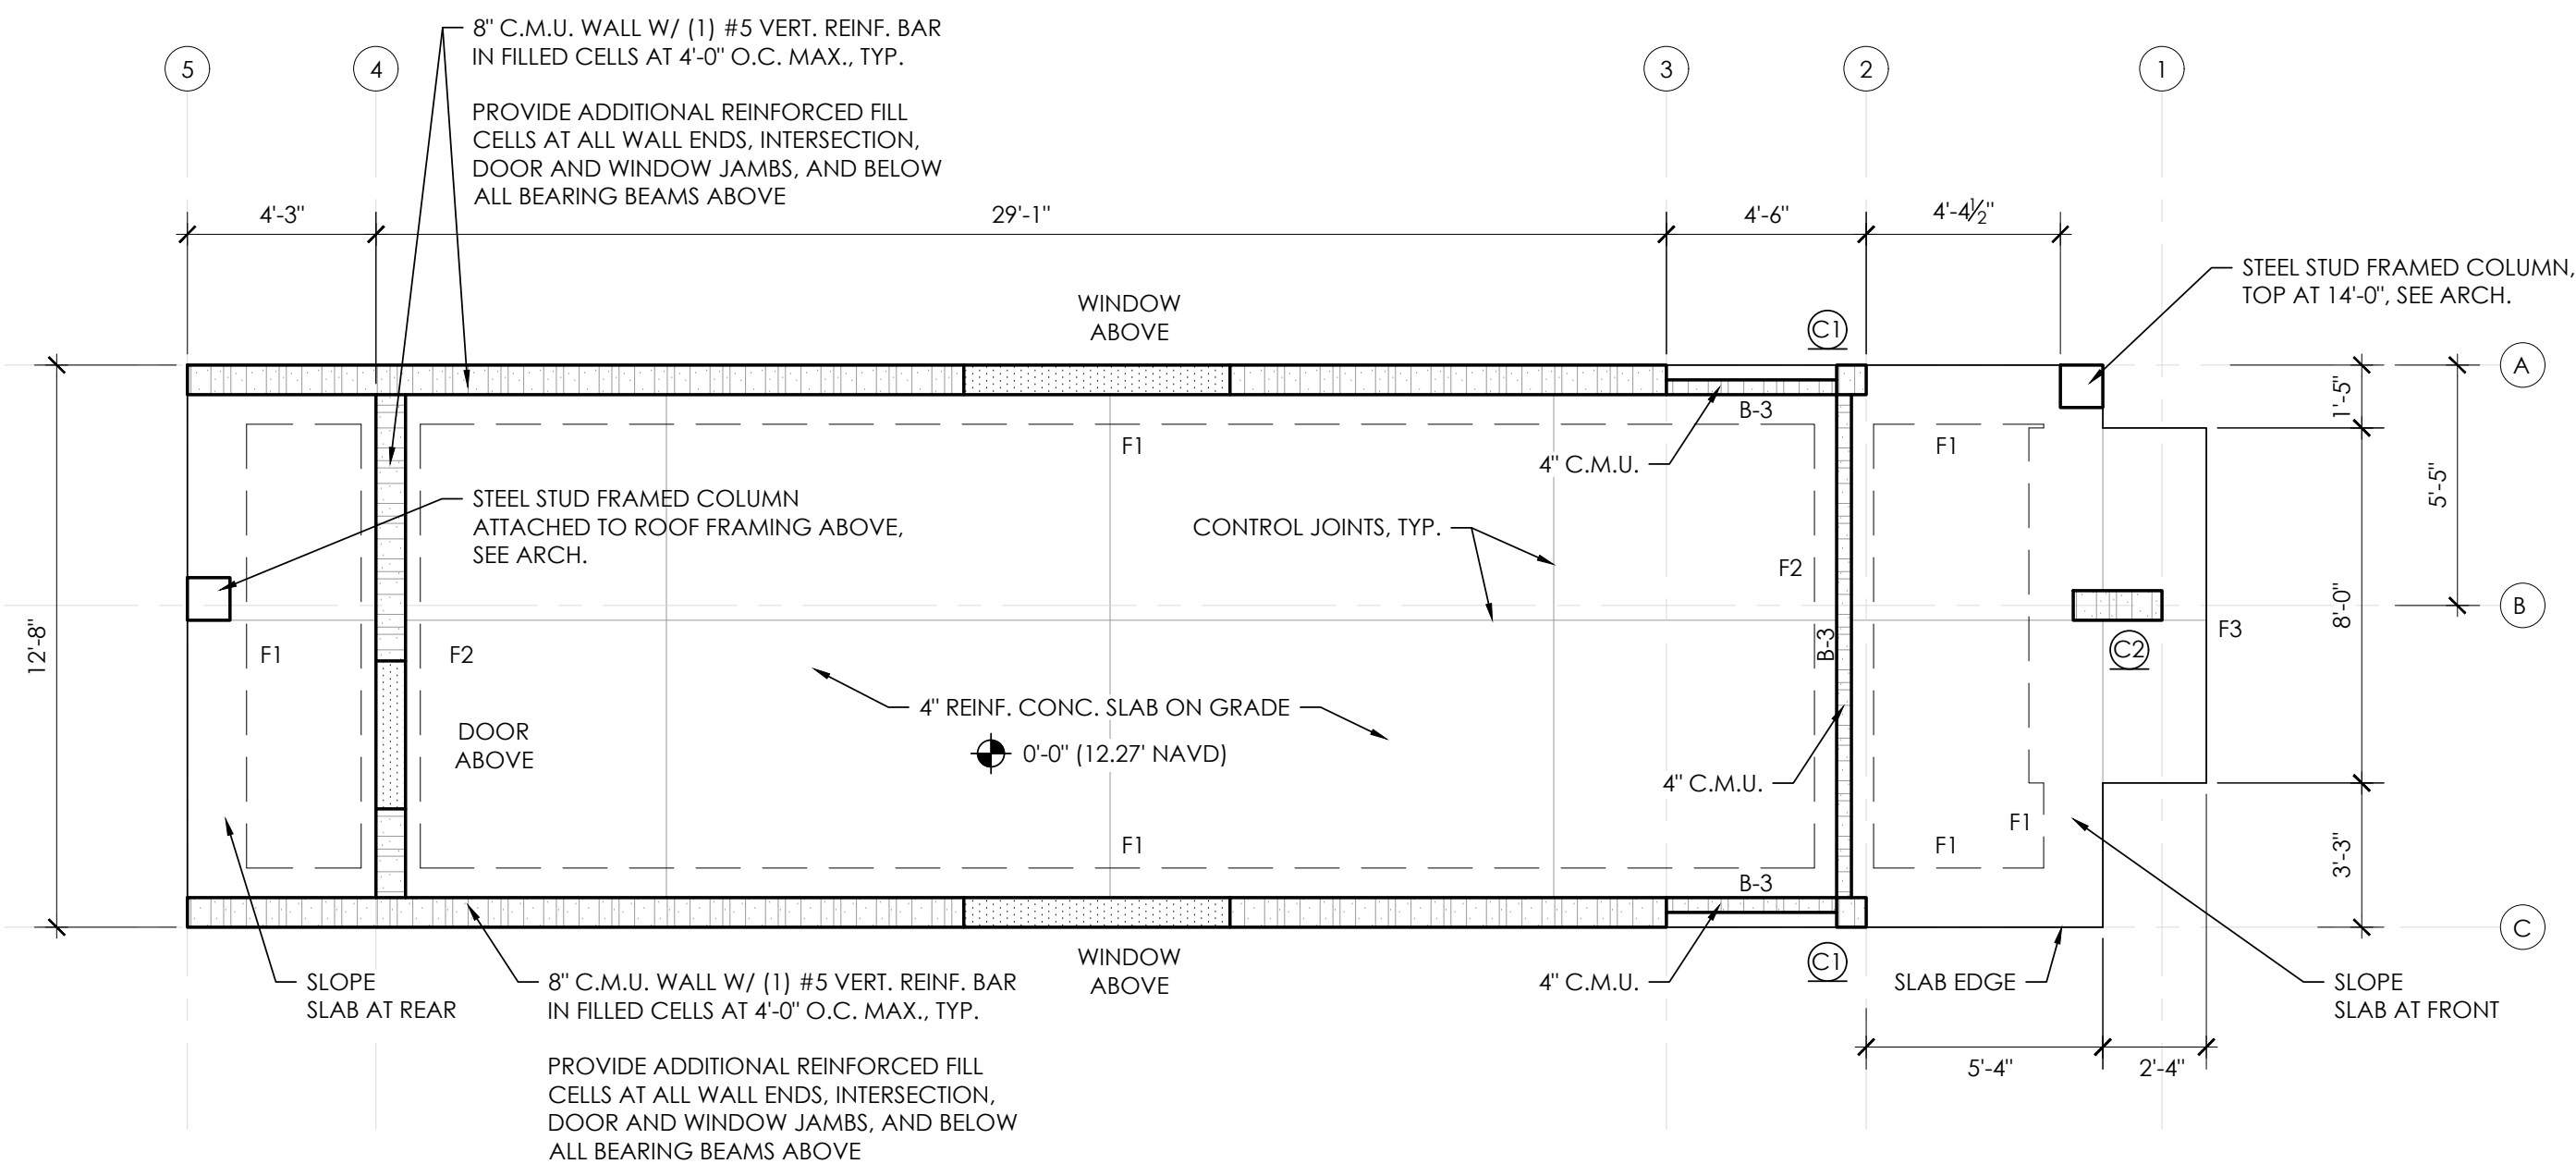 8" C.M.U. WALL W/ (1) #5 VERT. REINF. BAR
IN FILLED CELLS AT 4'-0" O.C. MAX., TYP.
5
4
3
2
1
PROVIDE ADDITIONAL REINFORCED FILL
CELLS AT ALL WALL ENDS, INTERSECTION,
DOOR AND WINDOW JAMBS, AND BELOW
ALL BEARING BEAMS ABOVE
4'-3"
29'-1"
4'-6"
4'-4½"
STEEL STUD FRAMED COLUMN,
TOP AT 14'-0", SEE ARCH.
WINDOW
ABOVE
C1
A
1'-5"
B-3
F1
F1
4" C.M.U.
5'-5"
STEEL STUD FRAMED COLUMN
ATTACHED TO ROOF FRAMING ABOVE,
SEE ARCH.
CONTROL JOINTS, TYP.
F2
B
8'-0"
12'-8"
F1
F2
B-3
C2
F3
4" REINF. CONC. SLAB ON GRADE
DOOR
ABOVE
0'-0" (12.27' NAVD)
4" C.M.U.
F1
F1
F1
3'-3"
B-3
C
WINDOW
ABOVE
C1
SLOPE
SLAB AT REAR
8" C.M.U. WALL W/ (1) #5 VERT. REINF. BAR
IN FILLED CELLS AT 4'-0" O.C. MAX., TYP.
4" C.M.U.
SLAB EDGE
SLOPE
SLAB AT FRONT
PROVIDE ADDITIONAL REINFORCED FILL
CELLS AT ALL WALL ENDS, INTERSECTION,
DOOR AND WINDOW JAMBS, AND BELOW
ALL BEARING BEAMS ABOVE
5'-4"
2'-4"